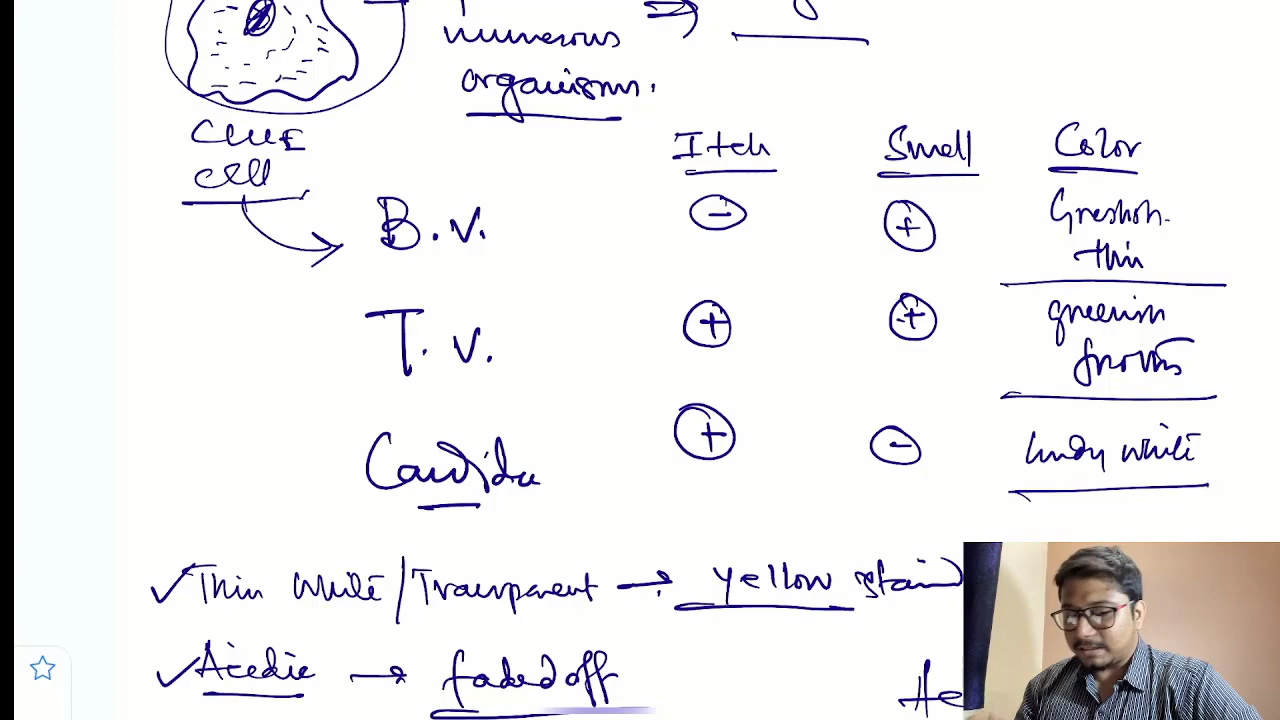 numerous
organisms.
CLUE
cell
Itch Smell Color
B.V. - + Greyish
thin
T.V. + + greenish
frothy
Candida + - curdy white
✓ Thin White / Transparent → yellow stain
✓ Acidic → faded off